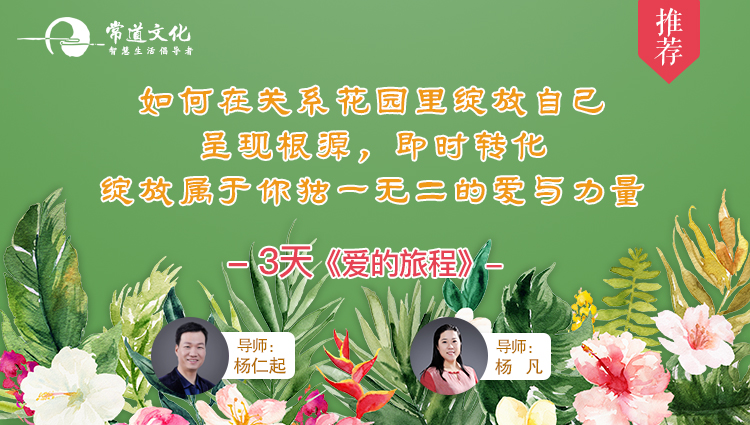 常道文化
智慧生活倡导者
推荐
如何在关系花园里绽放自己
呈现根源，即时转化
绽放属于你独一无二的爱与力量
– 3天《爱的旅程》–
导师：
杨仁起
导师：
杨 凡